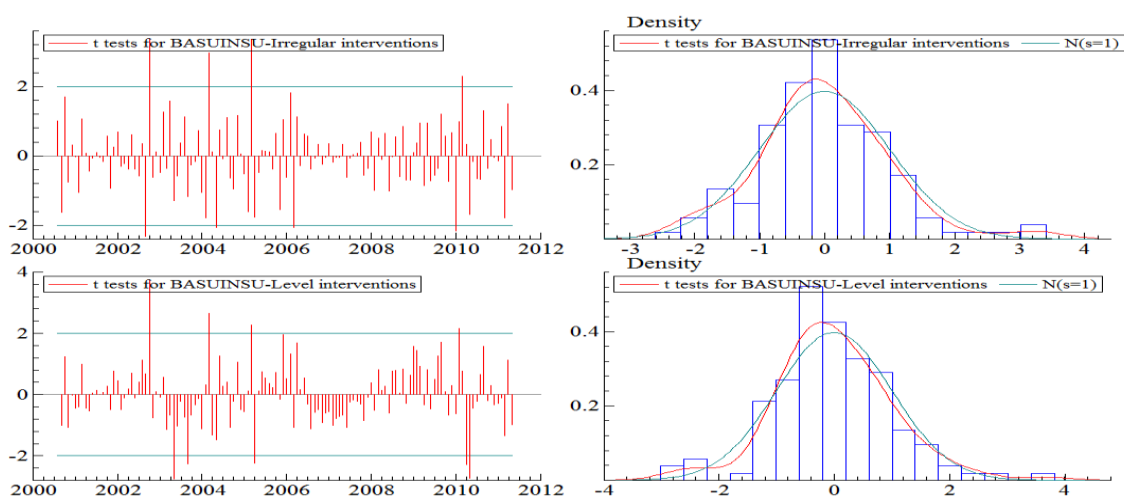 Density
t tests for BASUINSU-Irregular interventions
t tests for BASUINSU-Irregular interventions N(s=1)
2
0
-2
2000 2002 2004 2006 2008 2010 2012
0.4
0.2
-3 -2 -1 0 1 2 3 4
Density
t tests for BASUINSU-Level interventions
t tests for BASUINSU-Level interventions N(s=1)
4
2
0
-2
2000 2002 2004 2006 2008 2010 2012
0.4
0.2
-4 -2 0 2 4